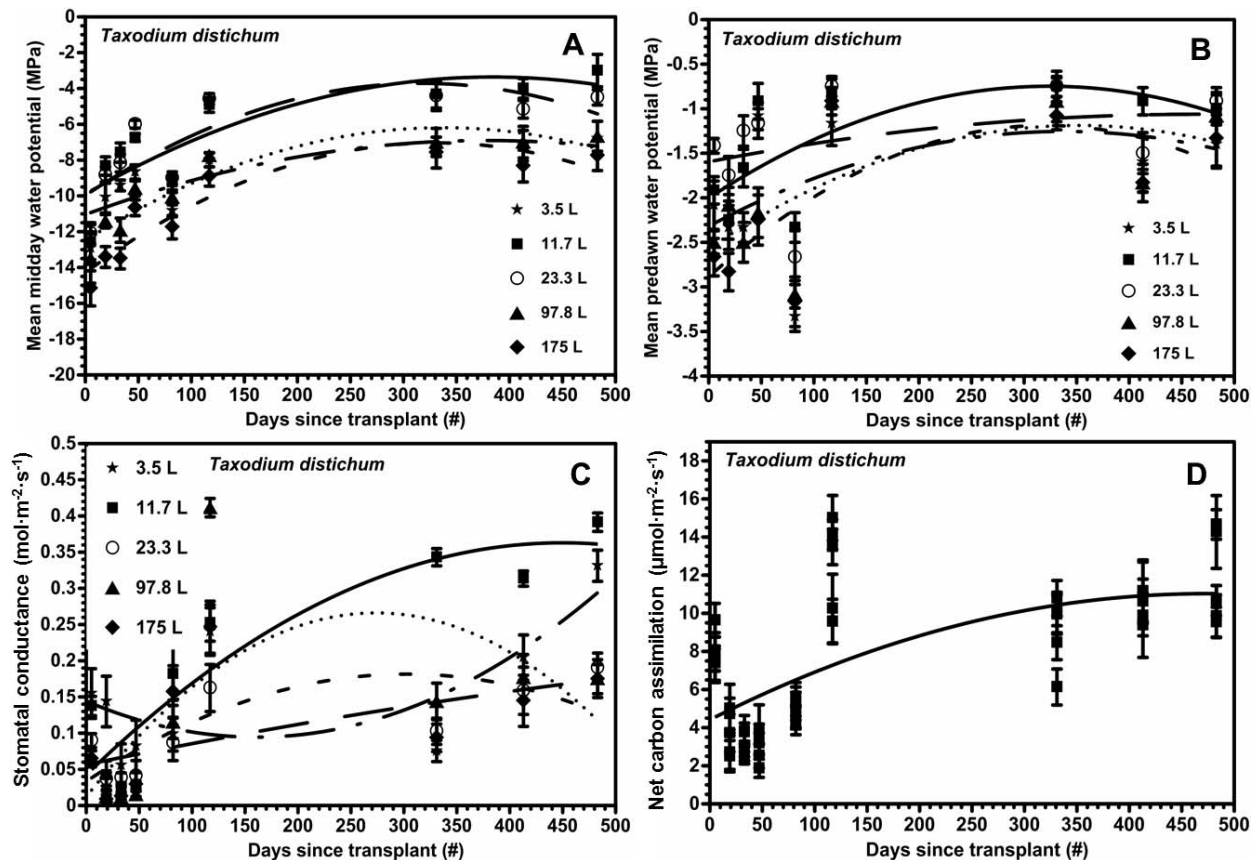 Taxodium distichum
A
Mean midday water potential (MPa)
0
-2
-4
-6
-8
-10
-12
-14
-16
-18
-20
3.5 L
11.7 L
23.3 L
97.8 L
175 L
0 50 100 150 200 250 300 350 400 450 500
Days since transplant (#)
Taxodium distichum
B
Mean predawn water potential (MPa)
0
-0.5
-1
-1.5
-2
-2.5
-3
-3.5
-4
3.5 L
11.7 L
23.3 L
97.8 L
175 L
0 50 100 150 200 250 300 350 400 450 500
Days since transplant (#)
Taxodium distichum
C
Stomatal conductance (mol·m-2·s-1)
0.5
0.45
0.4
0.35
0.3
0.25
0.2
0.15
0.1
0.05
0
3.5 L
11.7 L
23.3 L
97.8 L
175 L
0 50 100 150 200 250 300 350 400 450 500
Days since transplant (#)
Taxodium distichum
D
Net carbon assimilation (µmol·m-2·s-1)
18
16
14
12
10
8
6
4
2
0
0 50 100 150 200 250 300 350 400 450 500
Days since transplant (#)